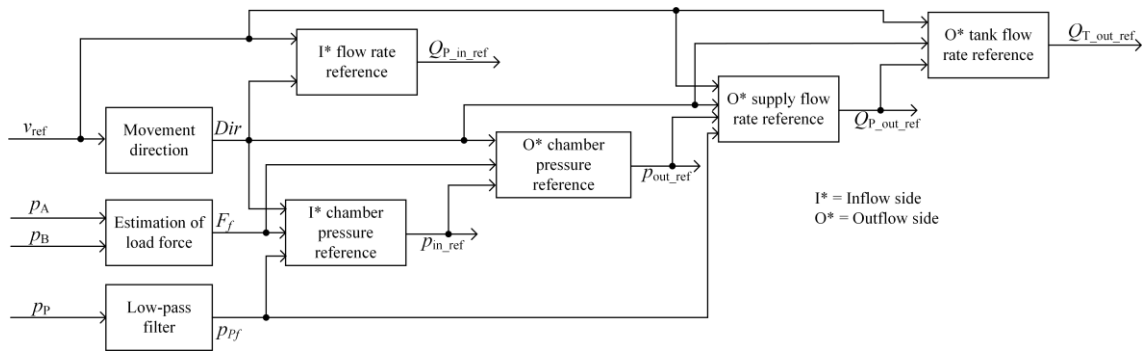 I* flow rate
reference
Q_P_in_ref
O* tank flow
rate reference
Q_T_out_ref
v_ref
Movement
direction
Dir
O* supply flow
rate reference
Q_P_out_ref
O* chamber
pressure
reference
p_out_ref
p_A
p_B
Estimation of
load force
F_f
I* chamber
pressure
reference
p_in_ref
I* = Inflow side
O* = Outflow side
p_P
Low-pass
filter
p_Pf